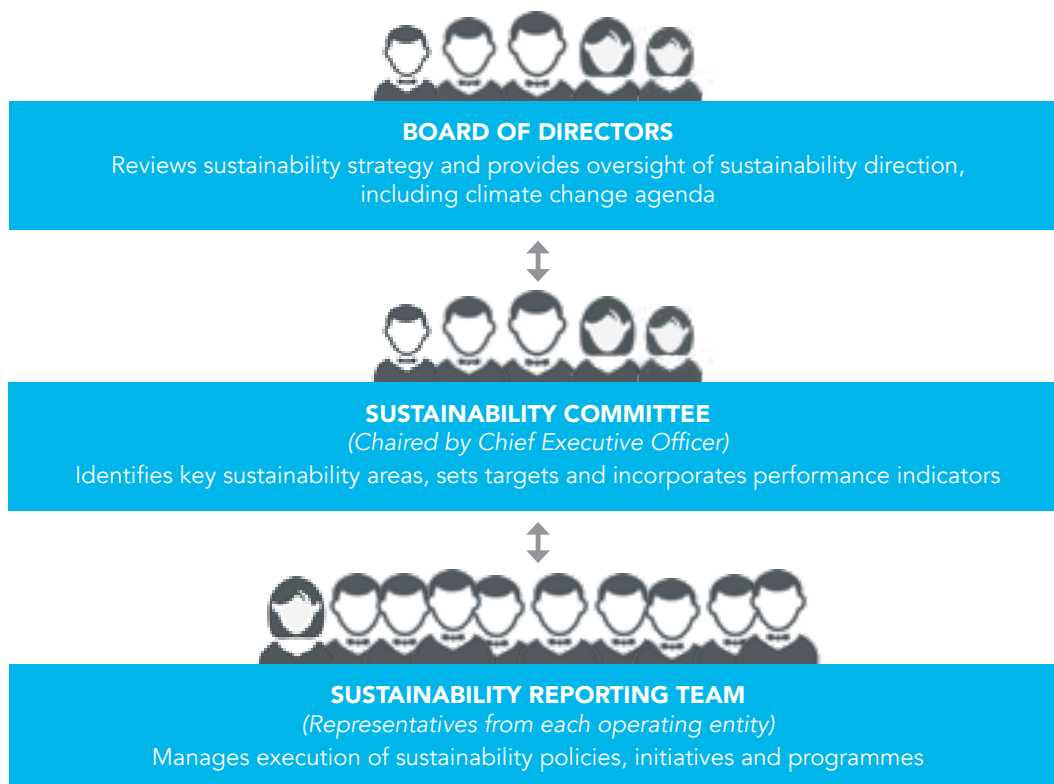 BOARD OF DIRECTORS
Reviews sustainability strategy and provides oversight of sustainability direction,
including climate change agenda
SUSTAINABILITY COMMITTEE
(Chaired by Chief Executive Officer)
Identifies key sustainability areas, sets targets and incorporates performance indicators
SUSTAINABILITY REPORTING TEAM
(Representatives from each operating entity)
Manages execution of sustainability policies, initiatives and programmes